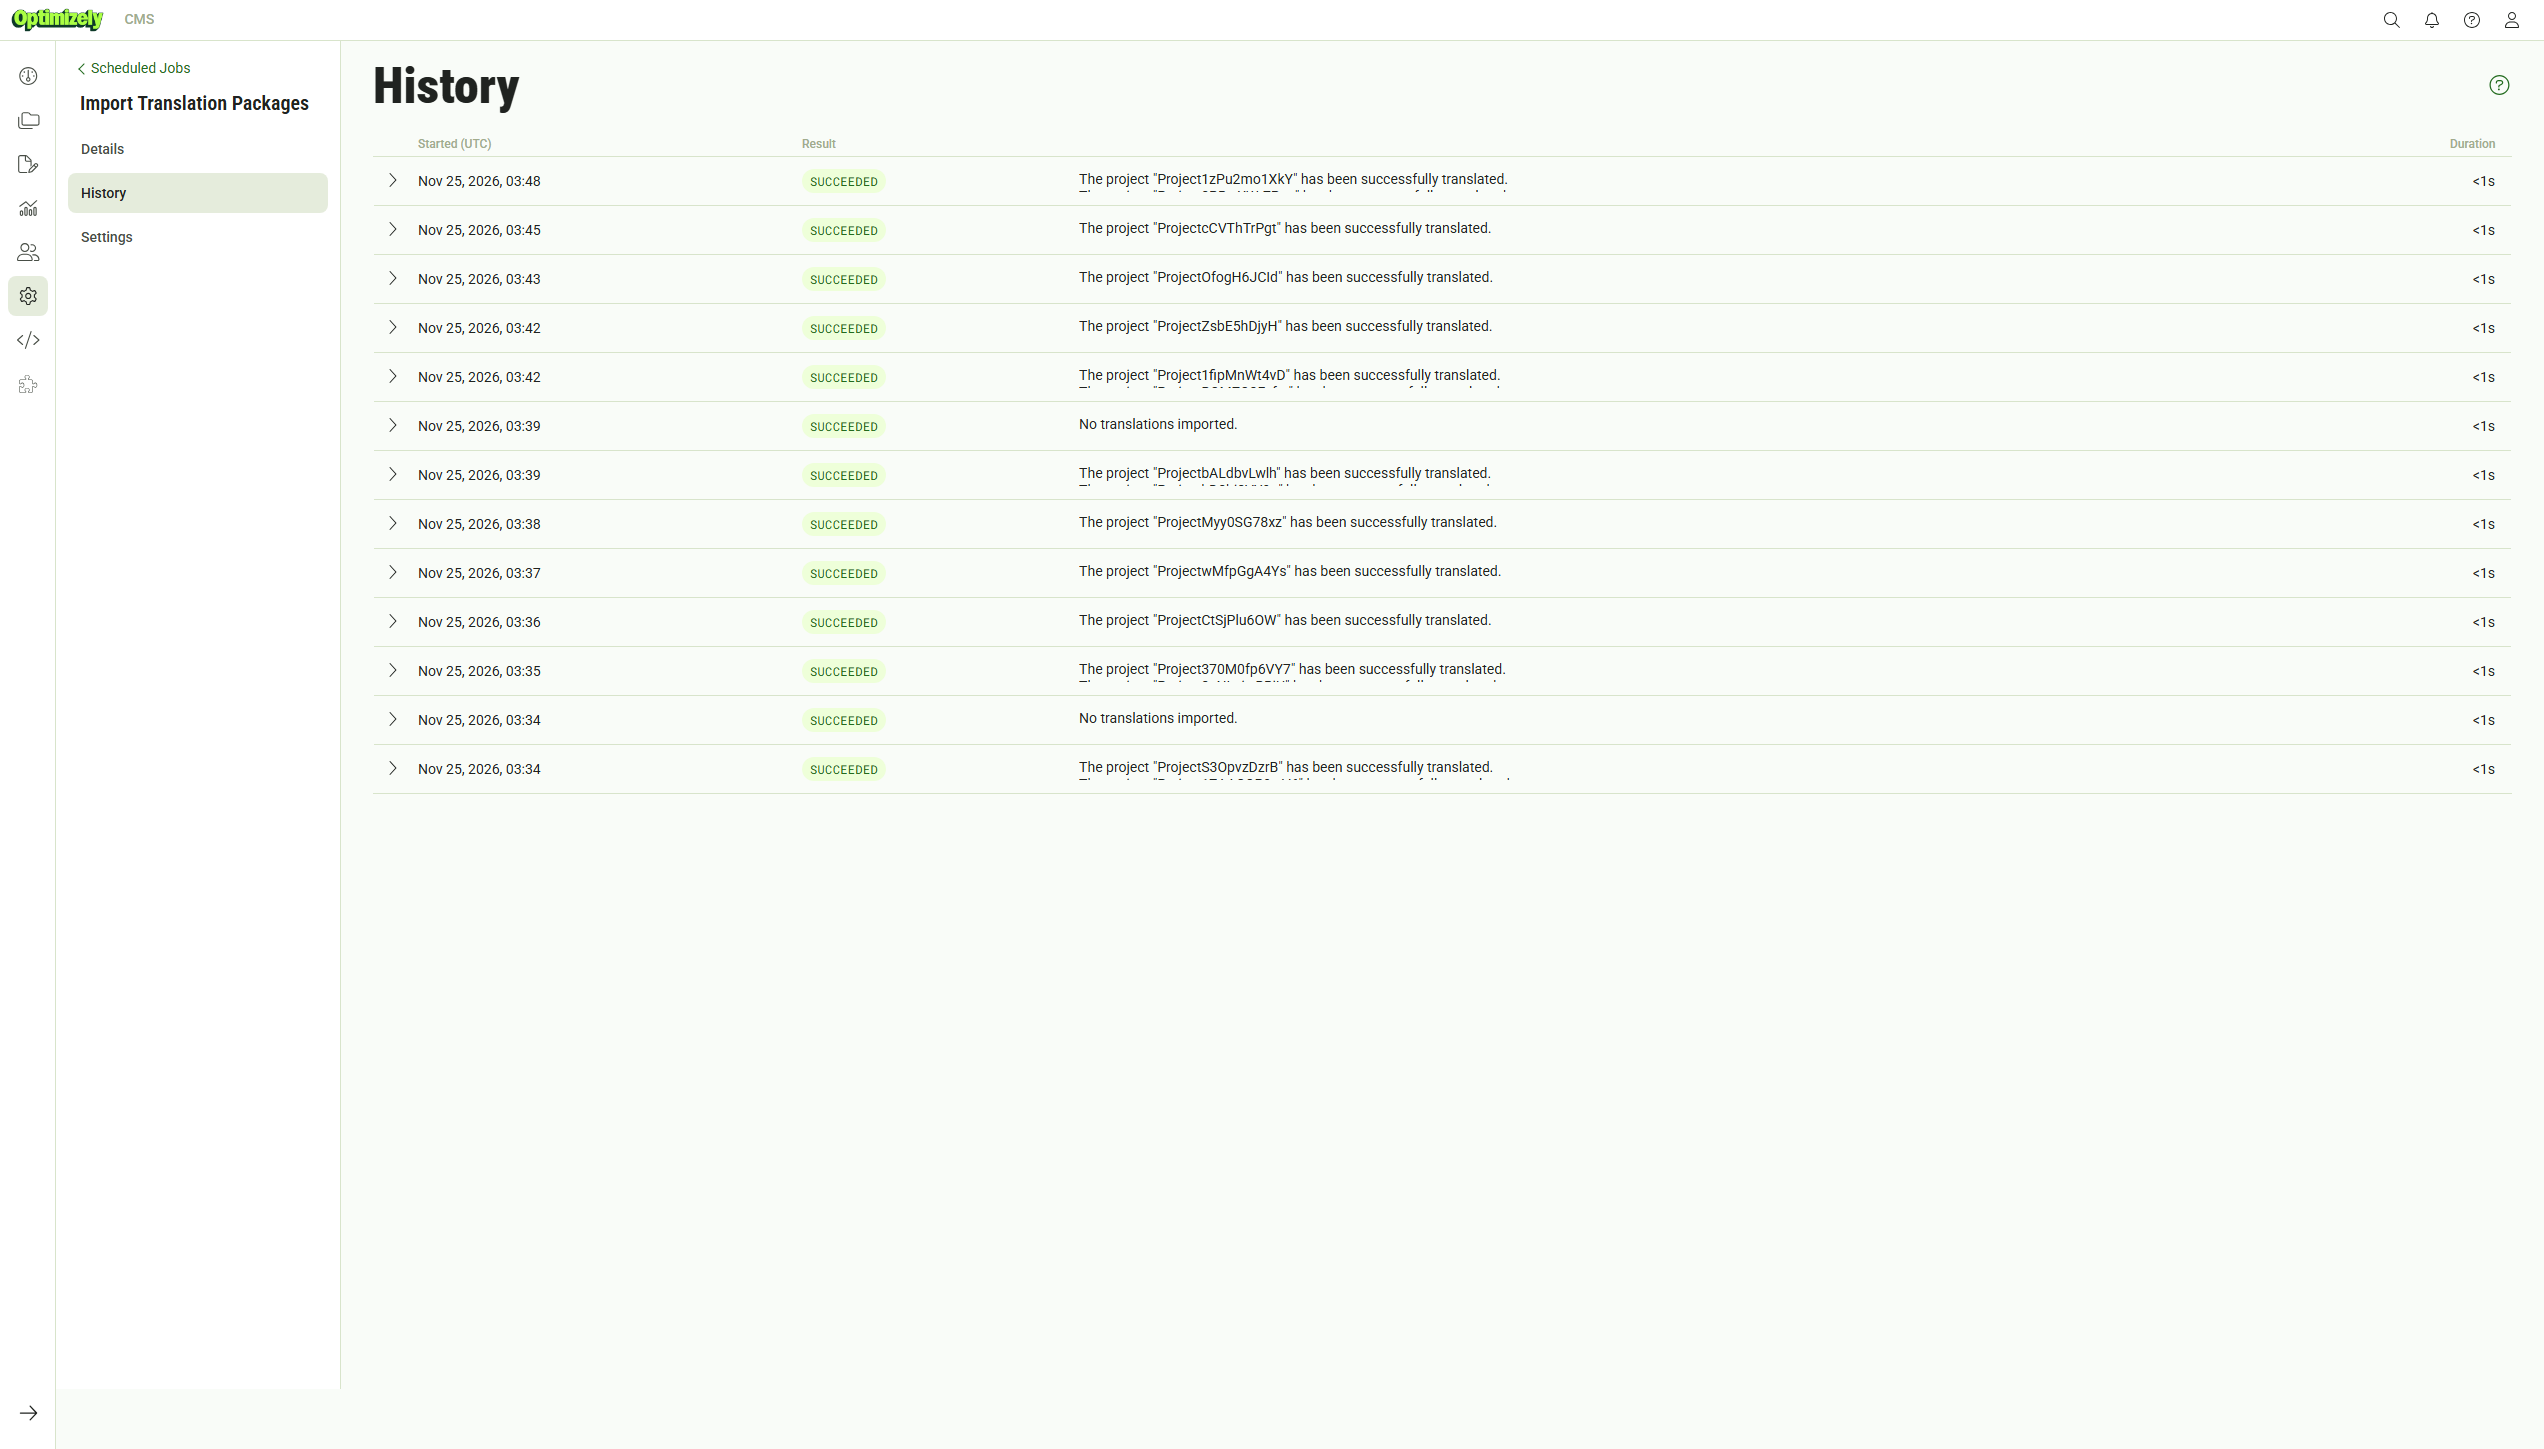 Optimizely CMS
Scheduled Jobs
Import Translation Packages
Details
History
Settings
History
Started (UTC) Result Duration
Nov 25, 2026, 03:48 SUCCEEDED The project "Project1zPu2mo1XkY" has been successfully translated. <1s
Nov 25, 2026, 03:45 SUCCEEDED The project "ProjectcCVThTrPgt" has been successfully translated. <1s
Nov 25, 2026, 03:43 SUCCEEDED The project "ProjectOfogH6JCId" has been successfully translated. <1s
Nov 25, 2026, 03:42 SUCCEEDED The project "ProjectZsbE5hDjyH" has been successfully translated. <1s
Nov 25, 2026, 03:42 SUCCEEDED The project "Project1fipMnWt4vD" has been successfully translated. <1s
Nov 25, 2026, 03:39 SUCCEEDED No translations imported. <1s
Nov 25, 2026, 03:39 SUCCEEDED The project "ProjectbALdbvLwlh" has been successfully translated. <1s
Nov 25, 2026, 03:38 SUCCEEDED The project "ProjectMyy0SG78xz" has been successfully translated. <1s
Nov 25, 2026, 03:37 SUCCEEDED The project "ProjectwMfpGgA4Ys" has been successfully translated. <1s
Nov 25, 2026, 03:36 SUCCEEDED The project "ProjectCtSjPlu6OW" has been successfully translated. <1s
Nov 25, 2026, 03:35 SUCCEEDED The project "Project370M0fp6VY7" has been successfully translated. <1s
Nov 25, 2026, 03:34 SUCCEEDED No translations imported. <1s
Nov 25, 2026, 03:34 SUCCEEDED The project "ProjectS3OpvzDzrB" has been successfully translated. <1s